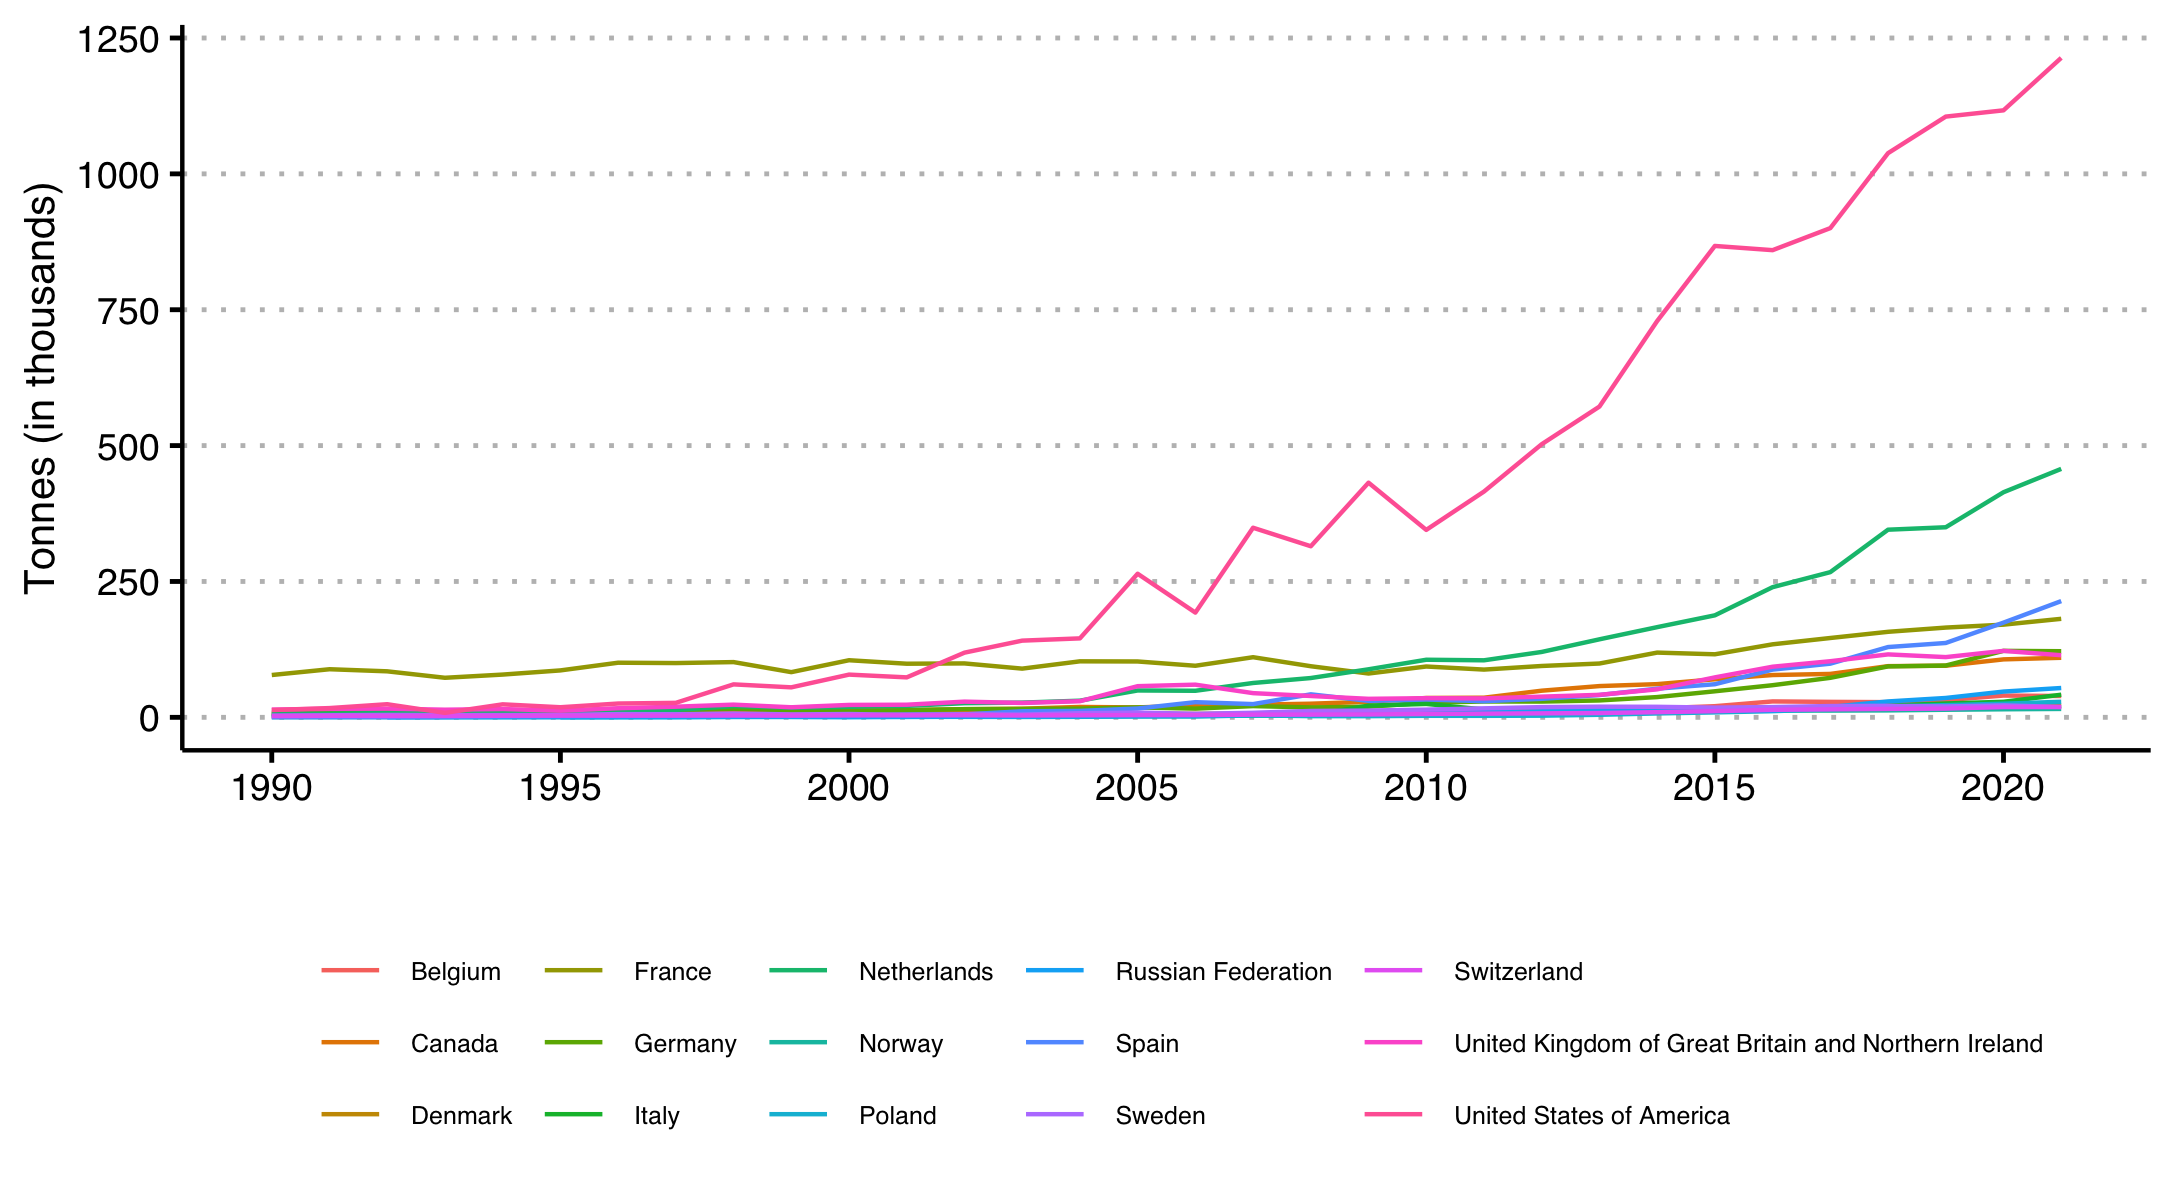 Tonnes (in thousands)
1250
1000
750
500
250
0
1990 1995 2000 2005 2010 2015 2020
Belgium France Netherlands Russian Federation Switzerland
Canada Germany Norway Spain United Kingdom of Great Britain and Northern Ireland
Denmark Italy Poland Sweden United States of America